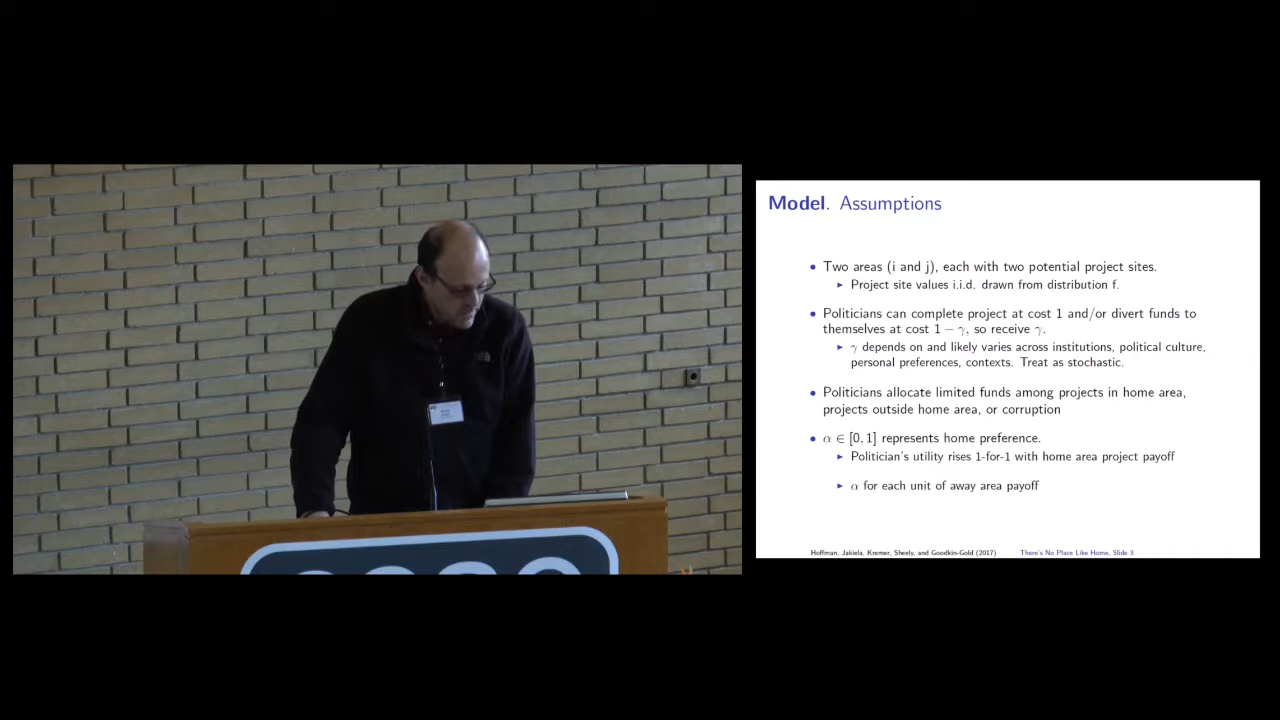 Model. Assumptions
• Two areas (i and j), each with two potential project sites.
▶ Project site values i.i.d. drawn from distribution f.
• Politicians can complete project at cost 1 and/or divert funds to
themselves at cost 1 − γ, so receive γ.
▶ γ depends on and likely varies across institutions, political culture,
personal preferences, contexts. Treat as stochastic.
• Politicians allocate limited funds among projects in home area,
projects outside home area, or corruption
• α ∈ [0, 1] represents home preference.
▶ Politician's utility rises 1-for-1 with home area project payoff
▶ α for each unit of away area payoff
Hoffman, Jakiela, Kremer, Sheely, and Goodkin-Gold (2017) There's No Place Like Home, Slide 3